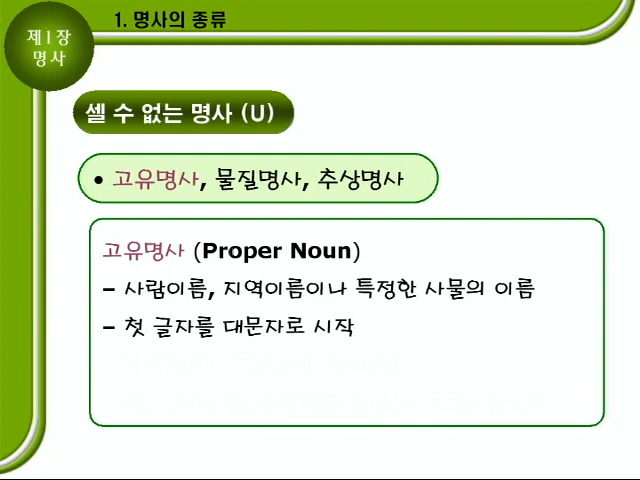 1. 명사의 종류
제1장
명사
셀 수 없는 명사 (U)
• 고유명사, 물질명사, 추상명사
고유명사 (Proper Noun)
– 사람이름, 지역이름이나 특정한 사물의 이름
– 첫 글자를 대문자로 시작